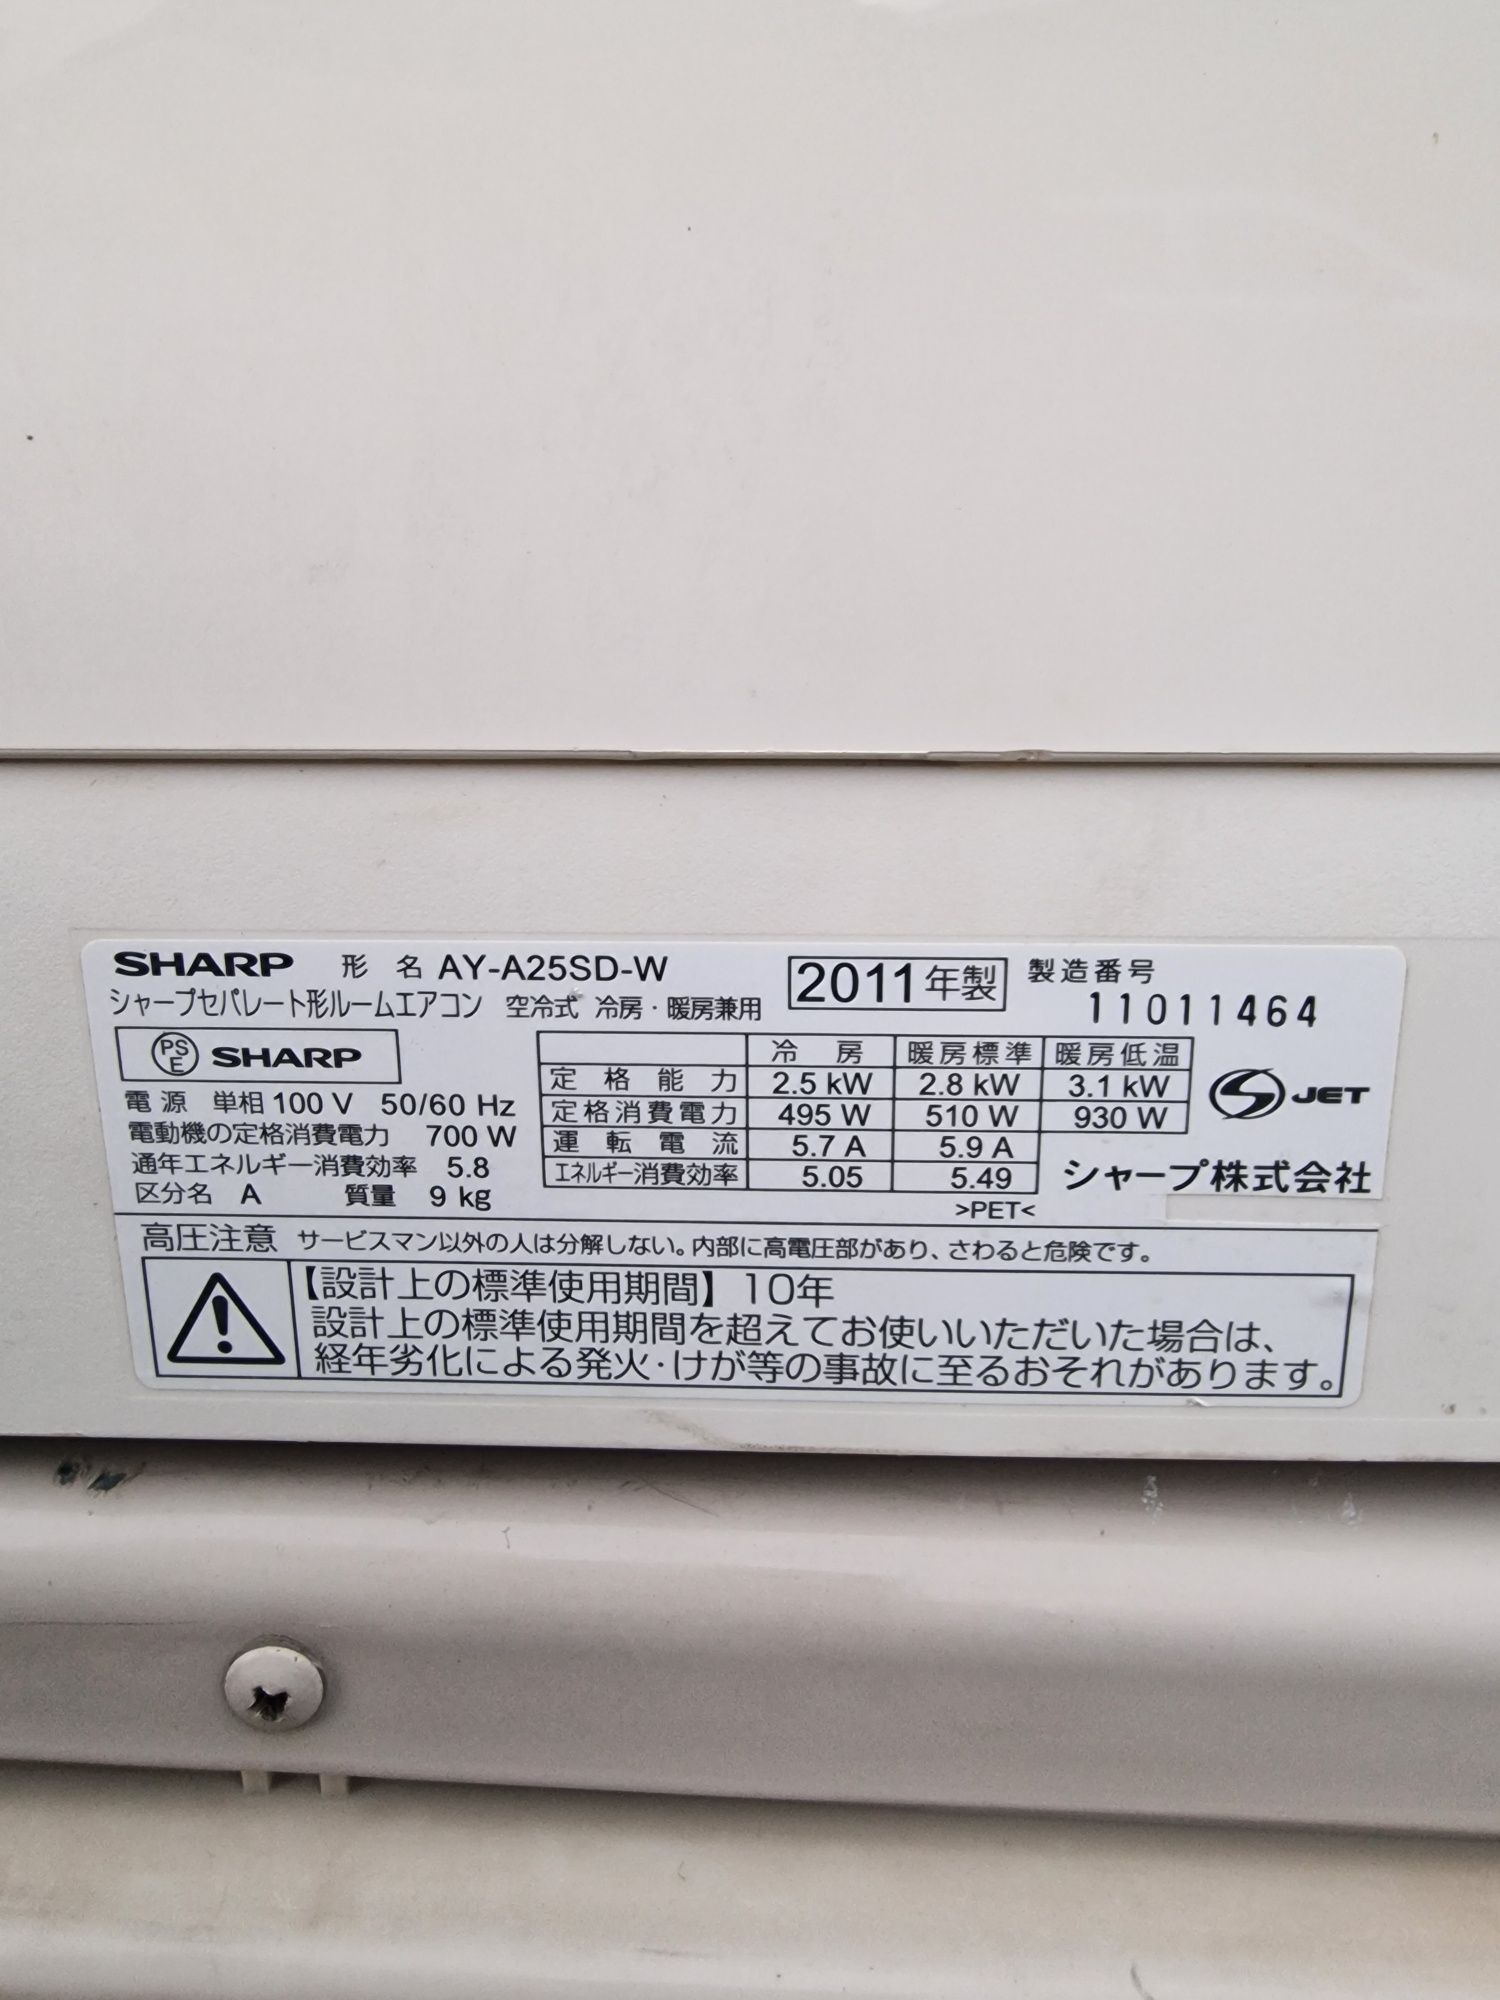 SHARP 形 名 AY-A25SD-W 2011年製 製造番号
シャープセパレート形ルームエアコン 空冷式 冷房・暖房兼用 11011464
PS E SHARP
電源 単相 100 V 50/60 Hz
電動機の定格消費電力 700 W
通年エネルギー消費効率 5.8
区分名 A 質量 9 kg
冷 房 暖房標準 暖房低温
定 格 能 力 2.5 kW 2.8 kW 3.1 kW
定格消費電力 495 W 510 W 930 W
運 転 電 流 5.7 A 5.9 A
エネルギー消費効率 5.05 5.49
>PET<
S JET
シャープ株式会社
高圧注意 サービスマン以外の人は分解しない。内部に高電圧部があり、さわると危険です。
【設計上の標準使用期間】10年
設計上の標準使用期間を超えてお使いいただいた場合は、
経年劣化による発火・けが等の事故に至るおそれがあります。